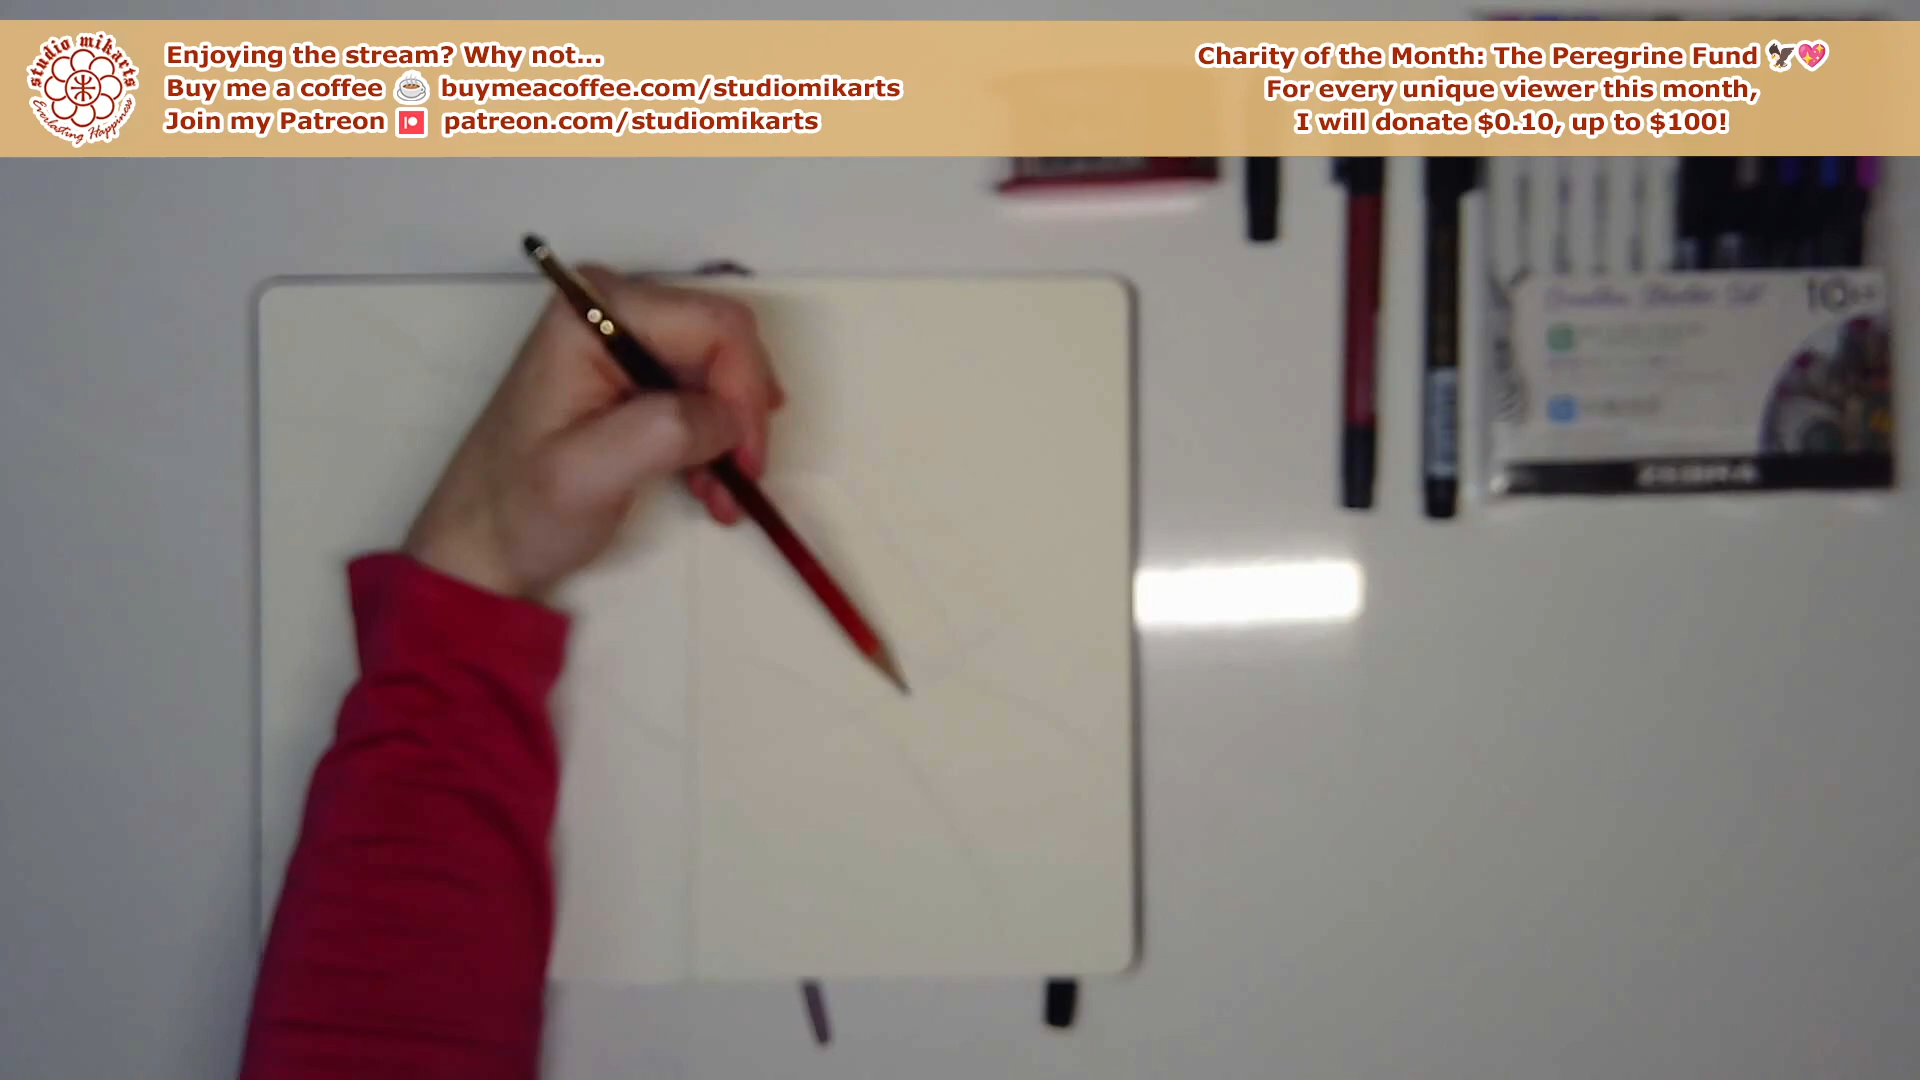 studio mikarts
Everlasting Happiness
Enjoying the stream? Why not...
Buy me a coffee ☕ buymeacoffee.com/studiomikarts
Join my Patreon patreon.com/studiomikarts
Charity of the Month: The Peregrine Fund 🦅💖
For every unique viewer this month,
I will donate $0.10, up to $100!
10
ZEBRA